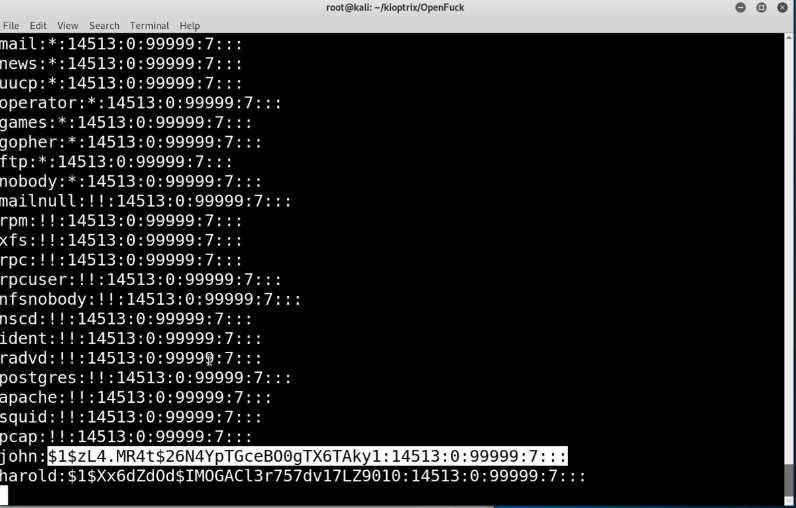 root@kali: ~/kioptrix/OpenFuck
File Edit View Search Terminal Help
mail:*:14513:0:99999:7:::
news:*:14513:0:99999:7:::
uucp:*:14513:0:99999:7:::
operator:*:14513:0:99999:7:::
games:*:14513:0:99999:7:::
gopher:*:14513:0:99999:7:::
ftp:*:14513:0:99999:7:::
nobody:*:14513:0:99999:7:::
mailnull:!!:14513:0:99999:7:::
rpm:!!:14513:0:99999:7:::
xfs:!!:14513:0:99999:7:::
rpc:!!:14513:0:99999:7:::
rpcuser:!!:14513:0:99999:7:::
nfsnobody:!!:14513:0:99999:7:::
nscd:!!:14513:0:99999:7:::
ident:!!:14513:0:99999:7:::
radvd:!!:14513:0:99999:7:::
postgres:!!:14513:0:99999:7:::
apache:!!:14513:0:99999:7:::
squid:!!:14513:0:99999:7:::
pcap:!!:14513:0:99999:7:::
john:$1$zL4.MR4t$26N4YpTGceBO0gTX6TAky1:14513:0:99999:7:::
harold:$1$Xx6dZdOd$IMOGACl3r757dv17LZ9010:14513:0:99999:7:::